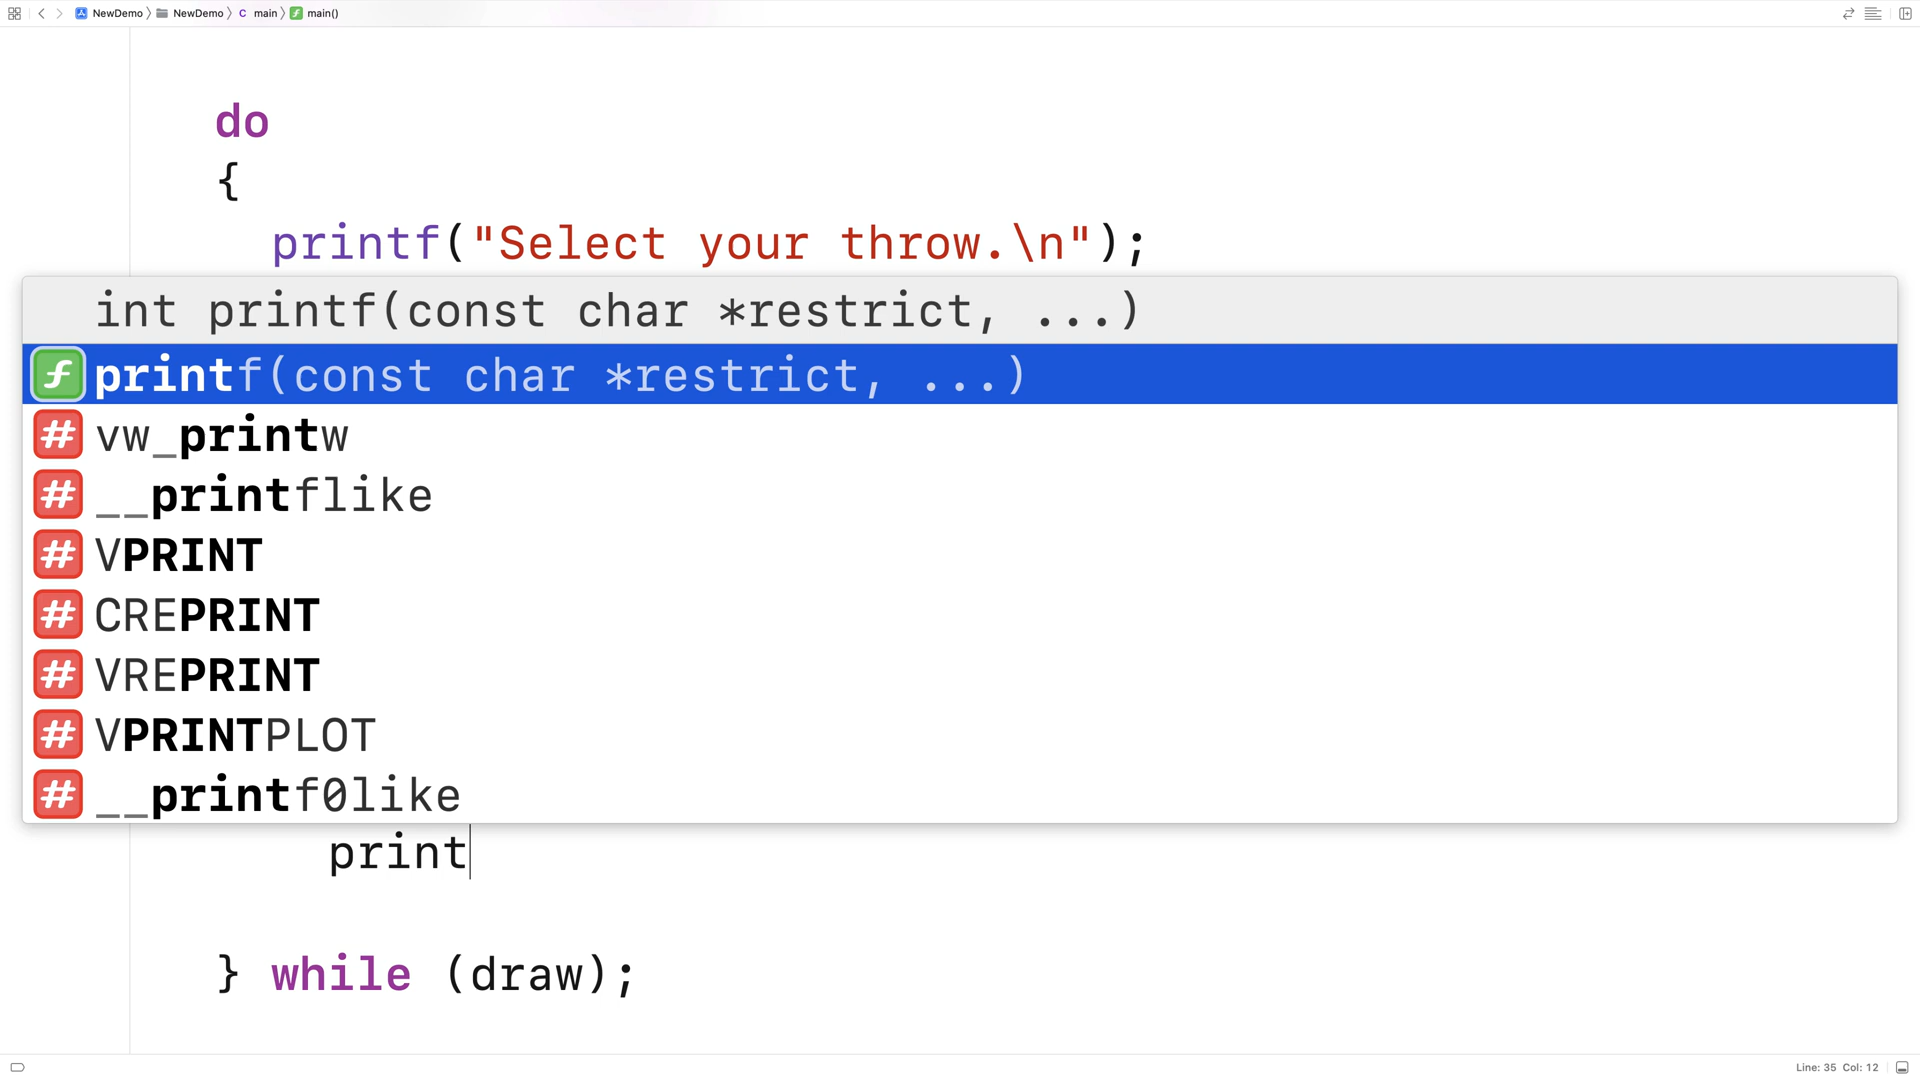 NewDemo NewDemo C main f main()
do
{
printf("Select your throw.\n");
int printf(const char *restrict, ...)
f printf(const char *restrict, ...)
# vw_printw
# __printflike
# VPRINT
# CREPRINT
# VREPRINT
# VPRINTPLOT
# __printf0like
print
} while (draw);
Line: 35 Col: 12